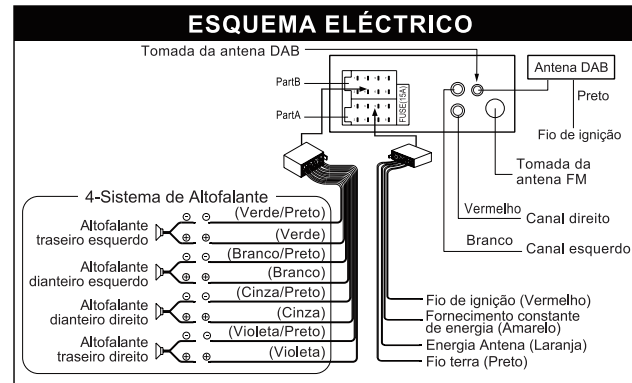 ESQUEMA ELÉCTRICO
Tomada da antena DAB
Antena DAB
PartB
PartA
FUSE(15A)
Preto
Fio de ignição
Tomada da
antena FM
Vermelho
Canal direito
Branco
Canal esquerdo
4-Sistema de Altofalante
Altofalante
traseiro esquerdo
(Verde/Preto)
(Verde)
Altofalante
dianteiro esquerdo
(Branco/Preto)
(Branco)
Altofalante
dianteiro direito
(Cinza/Preto)
(Cinza)
Altofalante
traseiro direito
(Violeta/Preto)
(Violeta)
Fio de ignição (Vermelho)
Fornecimento constante
de energia (Amarelo)
Energia Antena (Laranja)
Fio terra (Preto)